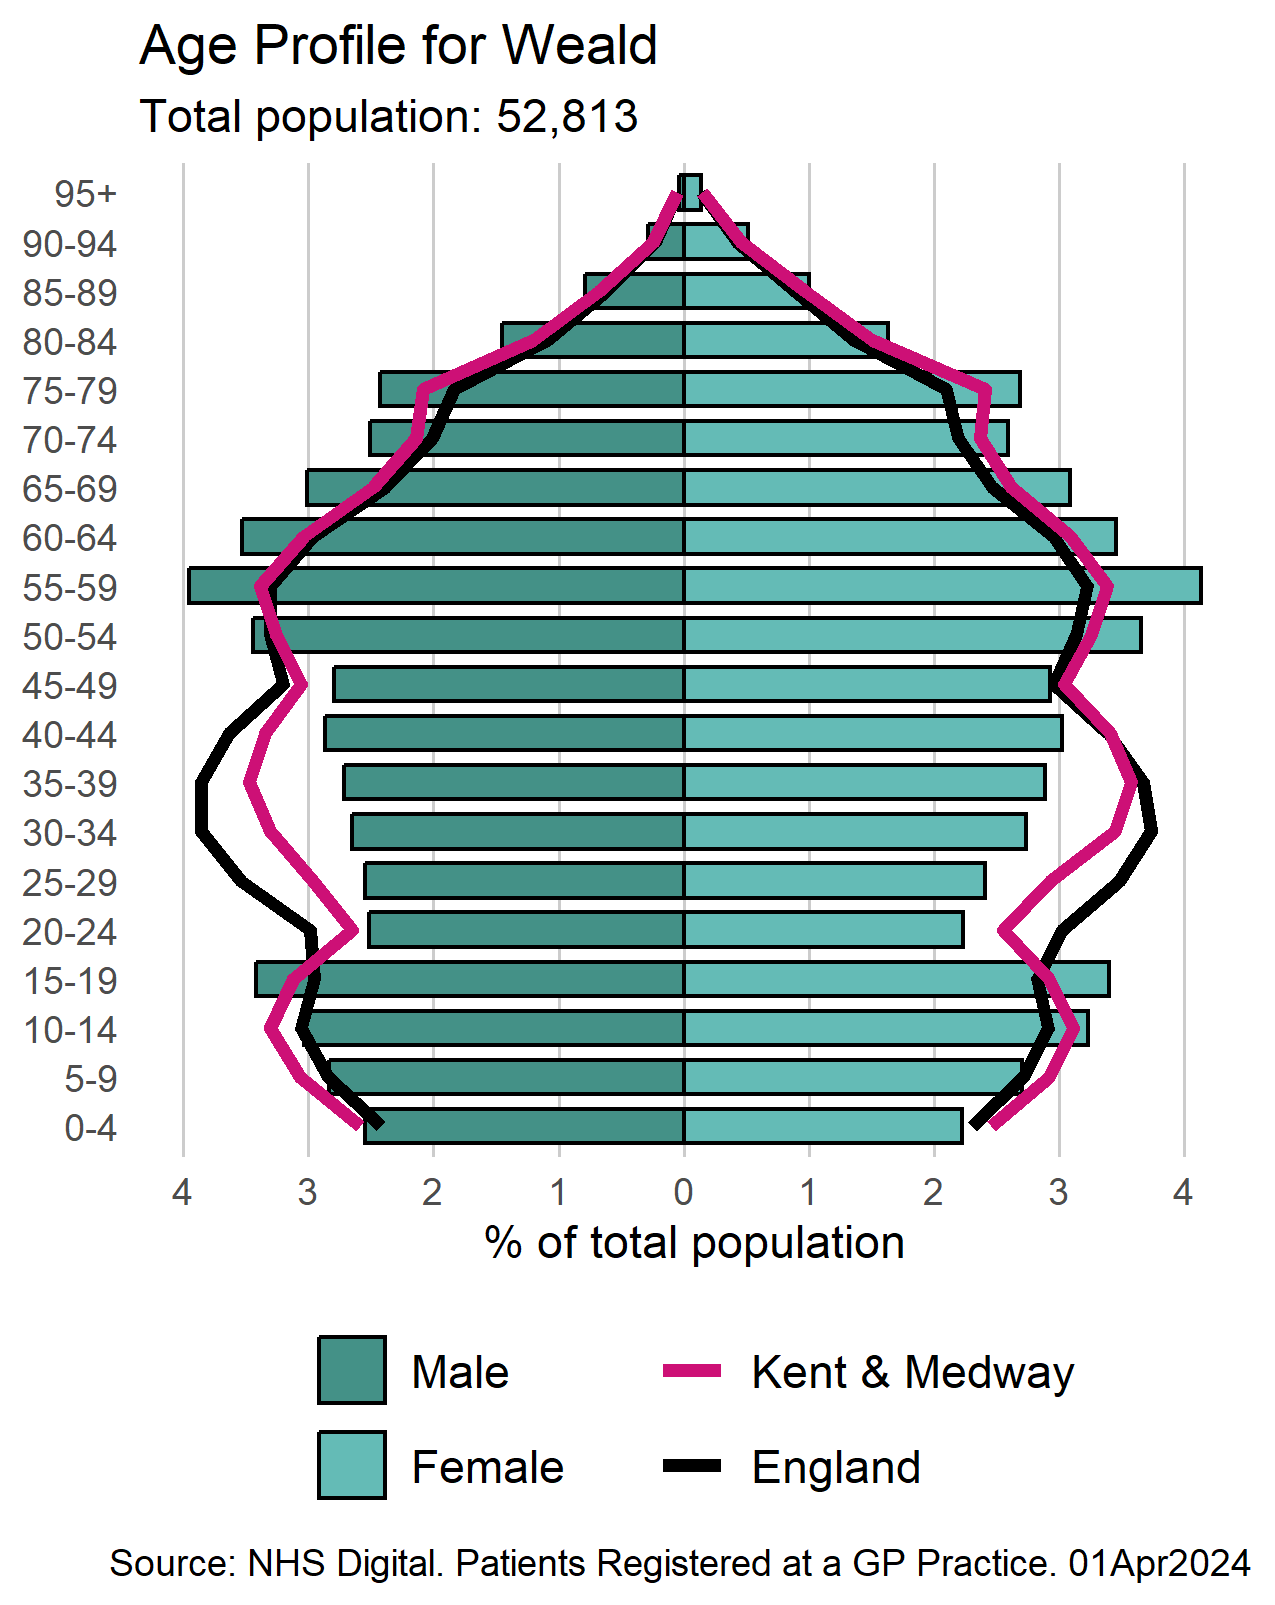 Age Profile for Weald
Total population: 52,813
95+
90-94
85-89
80-84
75-79
70-74
65-69
60-64
55-59
50-54
45-49
40-44
35-39
30-34
25-29
20-24
15-19
10-14
5-9
0-4
4 3 2 1 0 1 2 3 4
% of total population
Male Kent & Medway
Female England
Source: NHS Digital. Patients Registered at a GP Practice. 01Apr2024